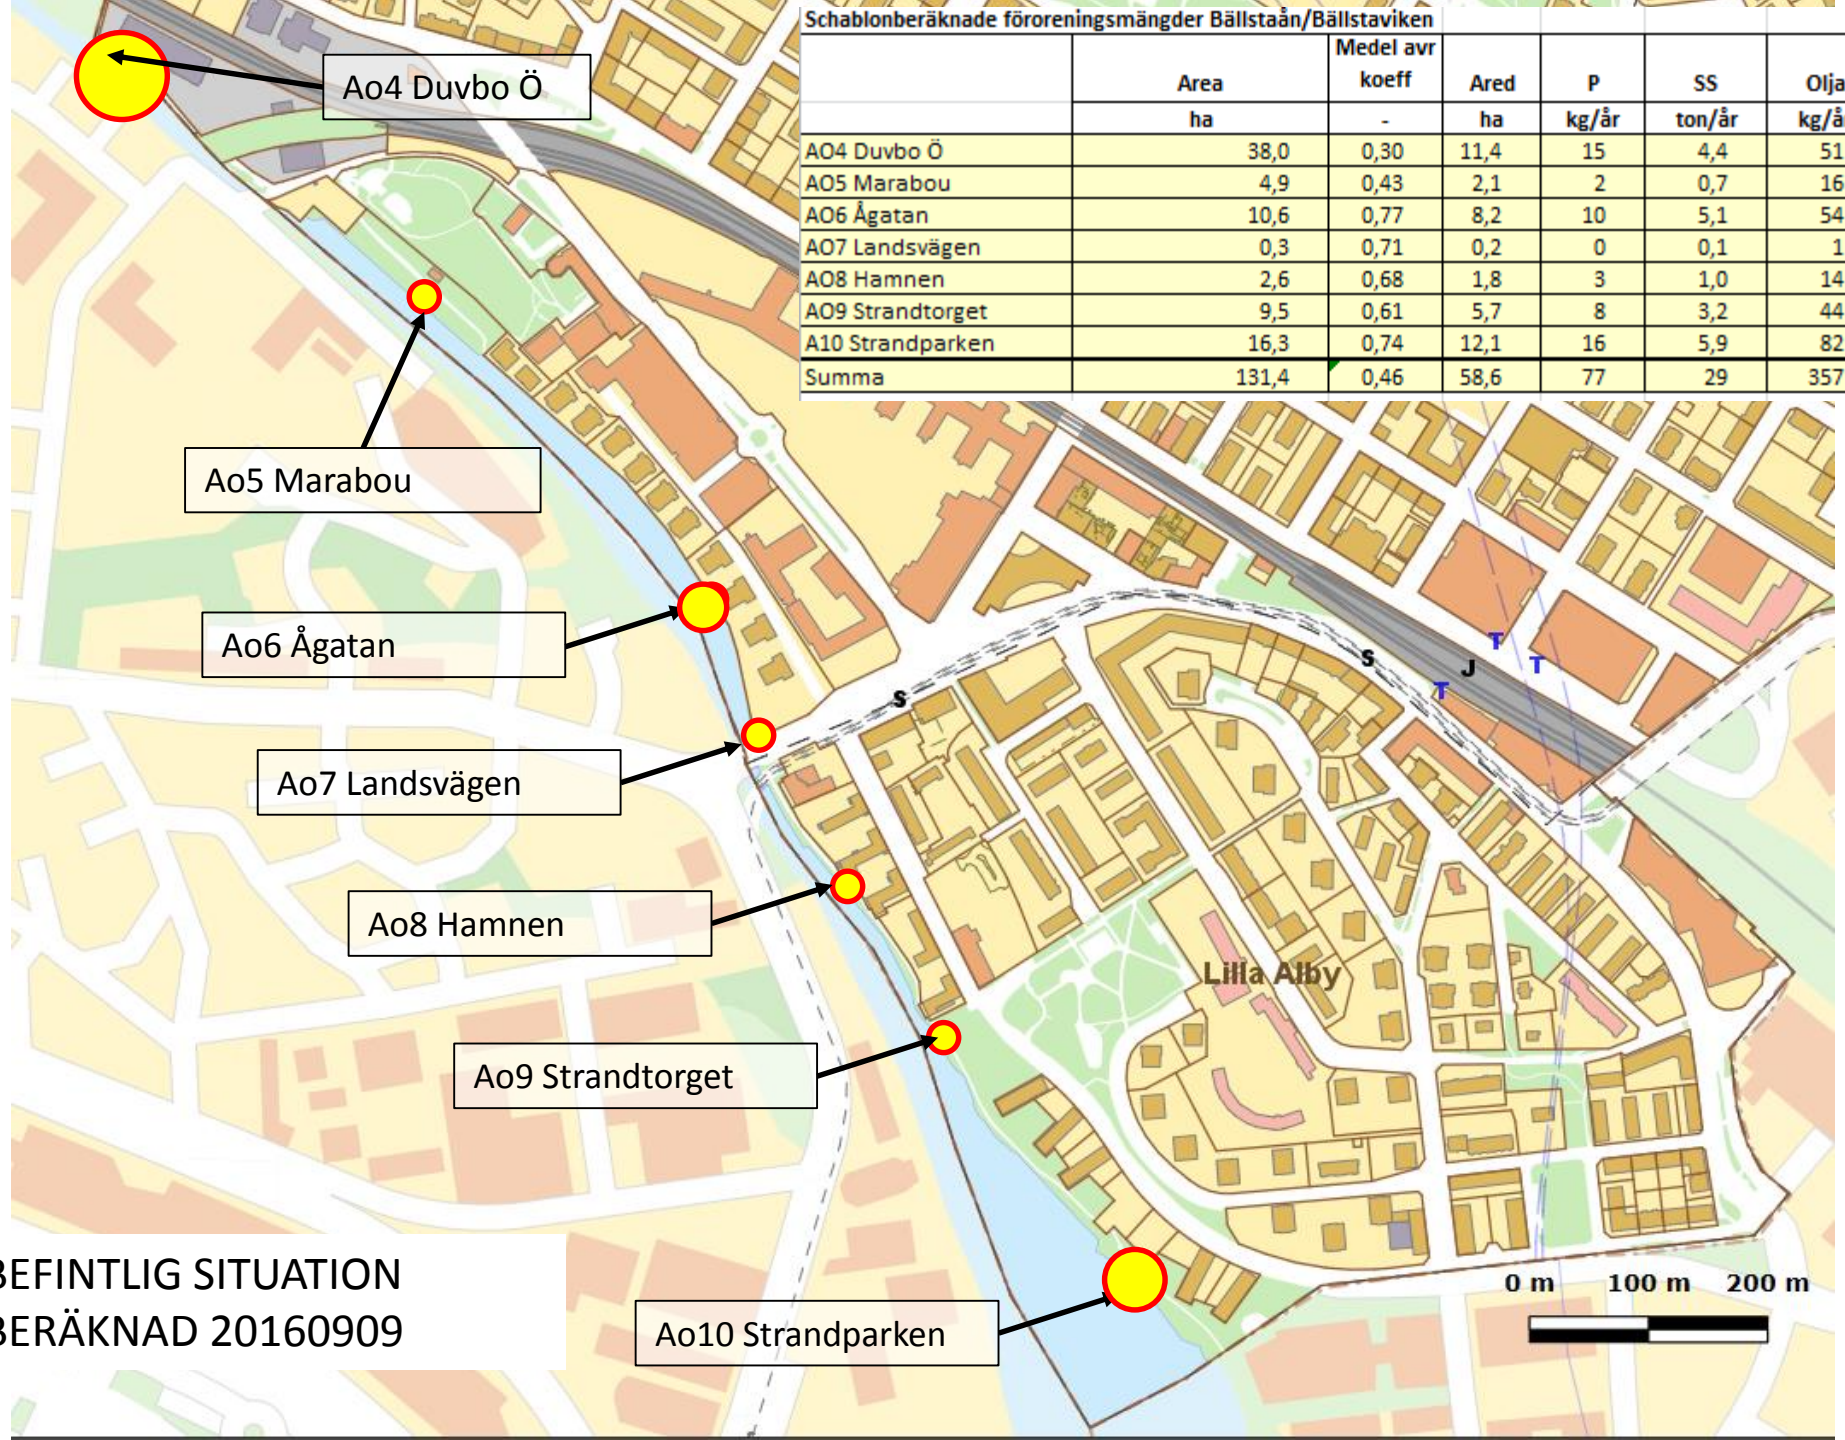 Schablonberäknade föroreningsmängder Bällstaån/Bällstaviken
Area Medel avr koeff Ared P SS Olja
ha - ha kg/år ton/år kg/å
AO4 Duvbo Ö 38,0 0,30 11,4 15 4,4 51
AO5 Marabou 4,9 0,43 2,1 2 0,7 16
AO6 Ågatan 10,6 0,77 8,2 10 5,1 54
AO7 Landsvägen 0,3 0,71 0,2 0 0,1 1
AO8 Hamnen 2,6 0,68 1,8 3 1,0 14
AO9 Strandtorget 9,5 0,61 5,7 8 3,2 44
A10 Strandparken 16,3 0,74 12,1 16 5,9 82
Summa 131,4 0,46 58,6 77 29 357
Ao4 Duvbo Ö
Ao5 Marabou
Ao6 Ågatan
Ao7 Landsvägen
Ao8 Hamnen
Ao9 Strandtorget
Ao10 Strandparken
S
S
J
T
T
T
Lilla Alby
BEFINTLIG SITUATION
BERÄKNAD 20160909
0 m 100 m 200 m